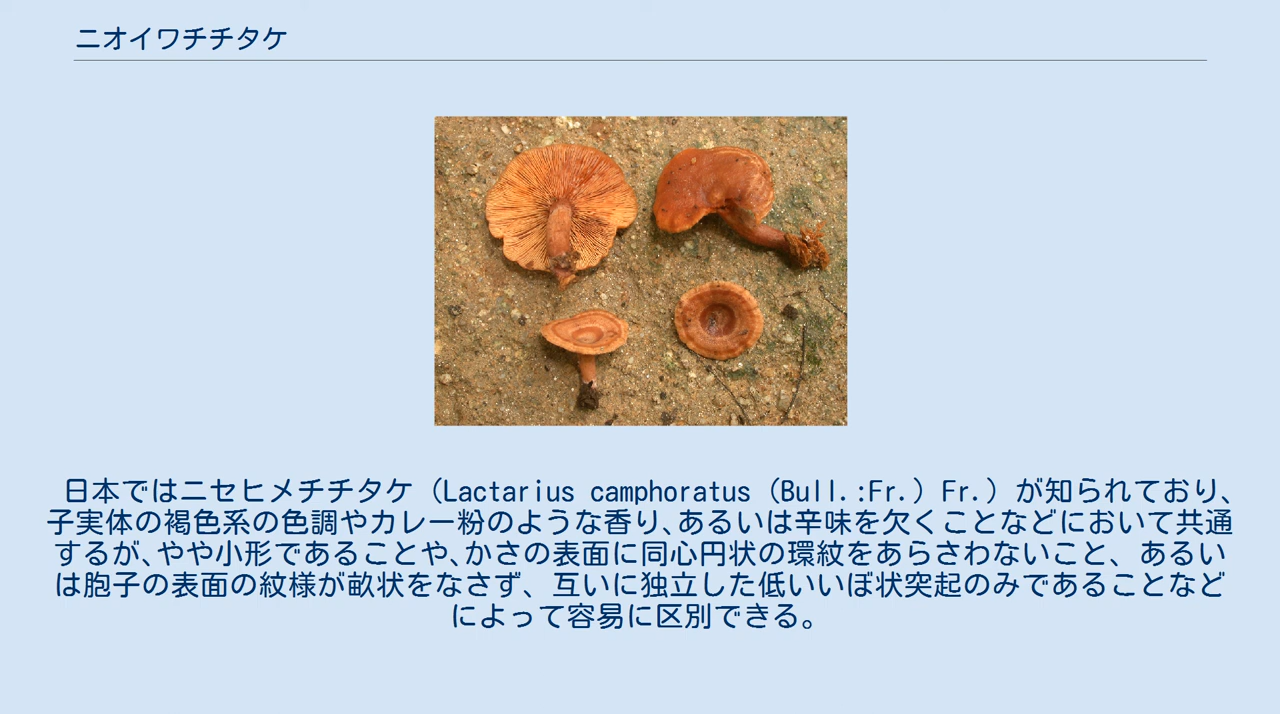 ニオイワチチタケ
日本ではニセヒメチチタケ（Lactarius camphoratus（Bull.:Fr.）Fr.）が知られており、
子実体の褐色系の色調やカレー粉のような香り､あるいは辛味を欠くことなどにおいて共通
するが､やや小形であることや､かさの表面に同心円状の環紋をあらさわないこと、あるい
は胞子の表面の紋様が畝状をなさず、互いに独立した低いいぼ状突起のみであることなど
によって容易に区別できる。